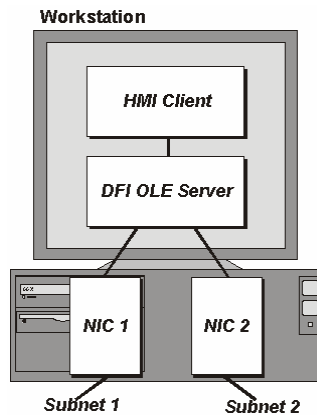 Workstation
HMI Client
DFI OLE Server
NIC 1
NIC 2
Subnet 1
Subnet 2